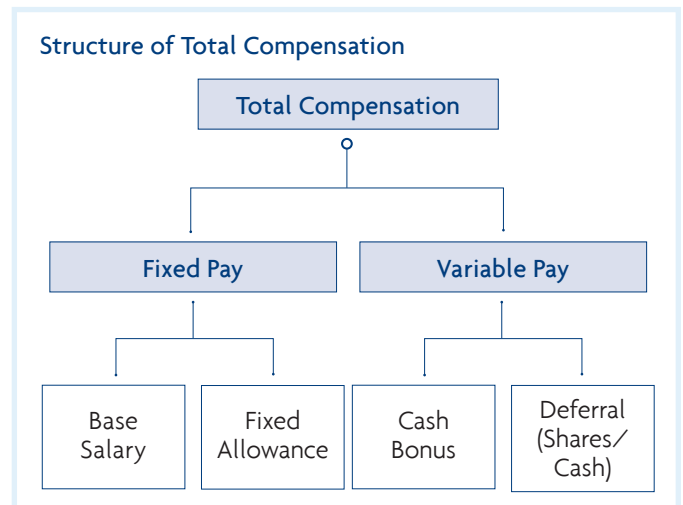 Structure of Total Compensation
Total Compensation
Fixed Pay
Variable Pay
Base
Salary
Fixed
Allowance
Cash
Bonus
Deferral
(Shares/
Cash)